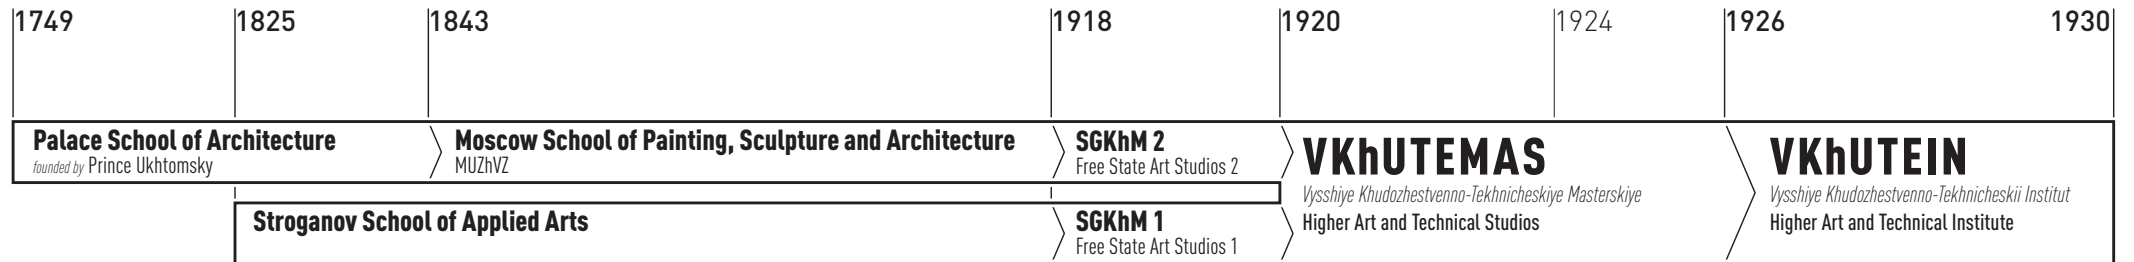 1749 1825 1843 1918 1920 1924 1926 1930
Palace School of Architecture
founded by Prince Ukhtomsky
Moscow School of Painting, Sculpture and Architecture
MUZhVZ
SGKhM 2
Free State Art Studios 2
Stroganov School of Applied Arts
SGKhM 1
Free State Art Studios 1
VKhUTEMAS
Vysshiye Khudozhestvenno-Tekhnicheskiye Masterskiye
Higher Art and Technical Studios
VKhUTEIN
Vysshiye Khudozhestvenno-Tekhnicheskii Institut
Higher Art and Technical Institute